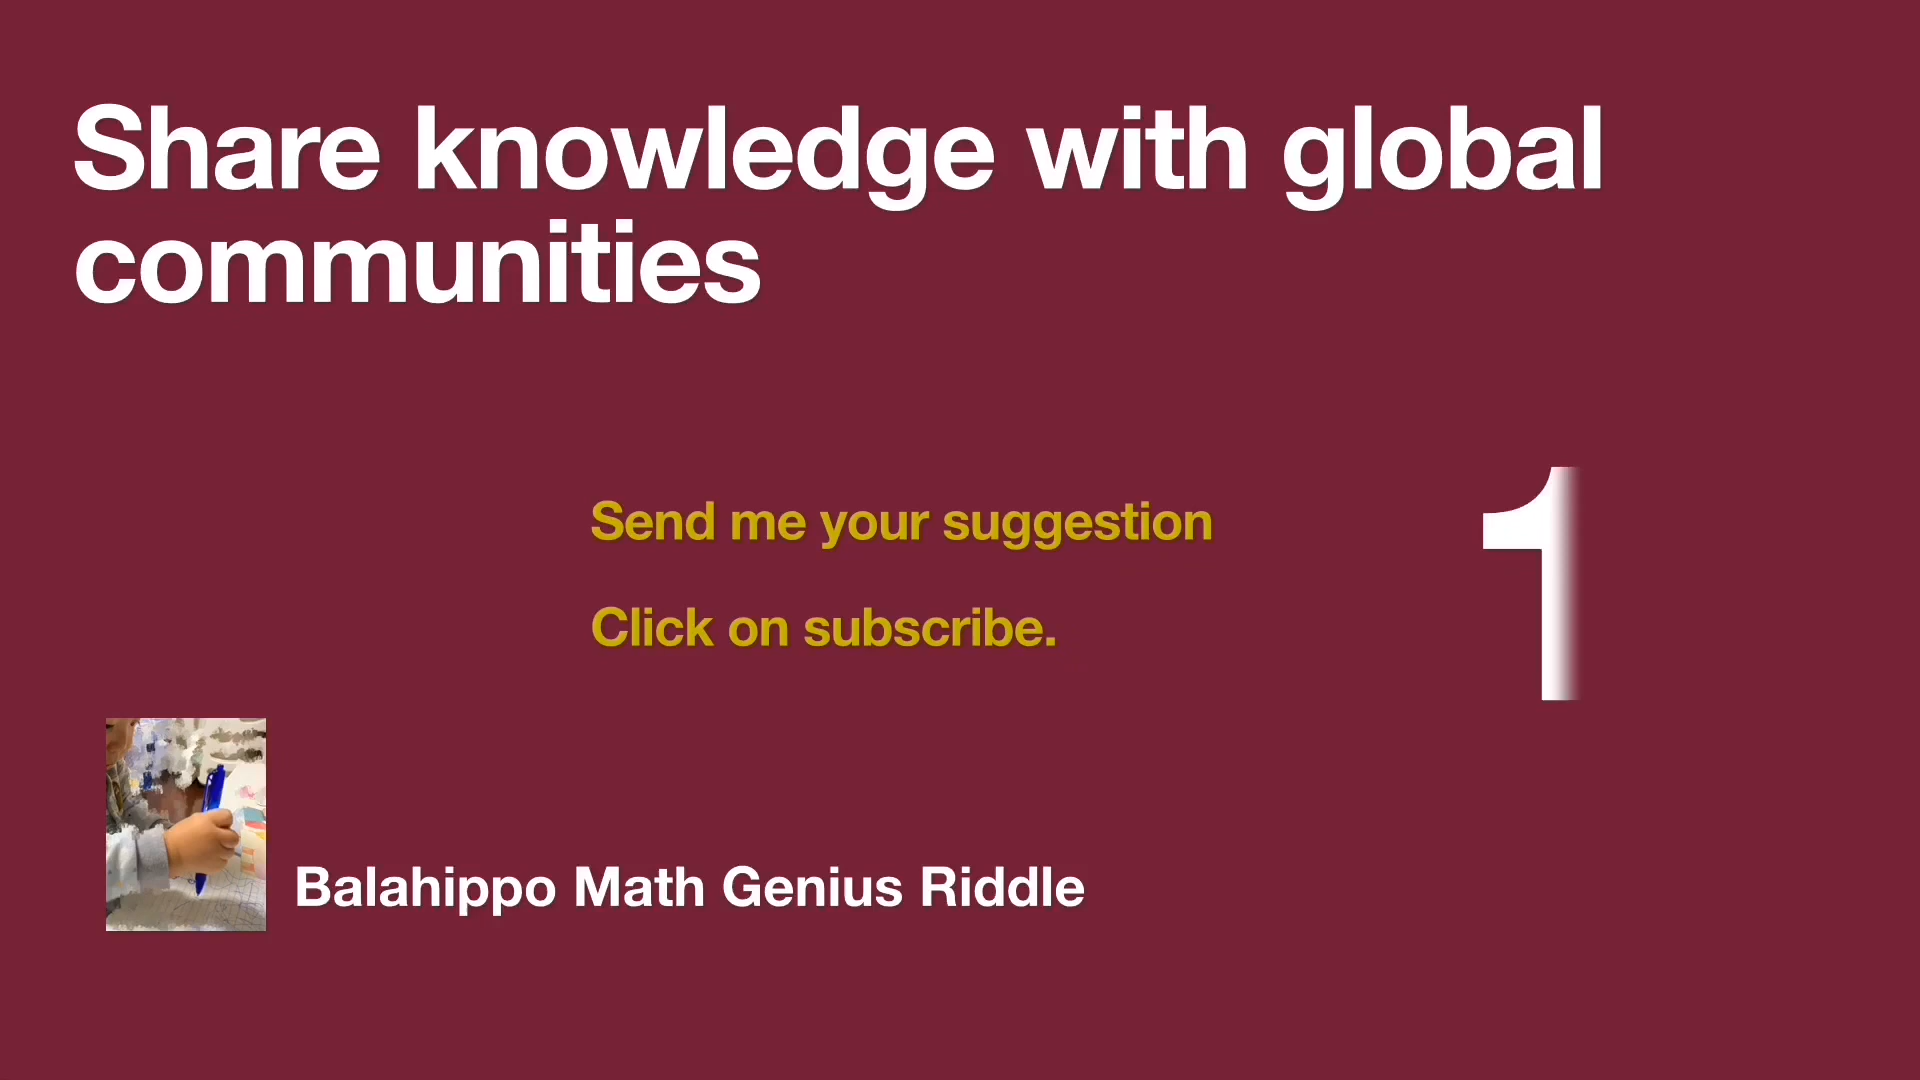 Share knowledge with global
communities
Send me your suggestion
1
Click on subscribe.
Balahippo Math Genius Riddle